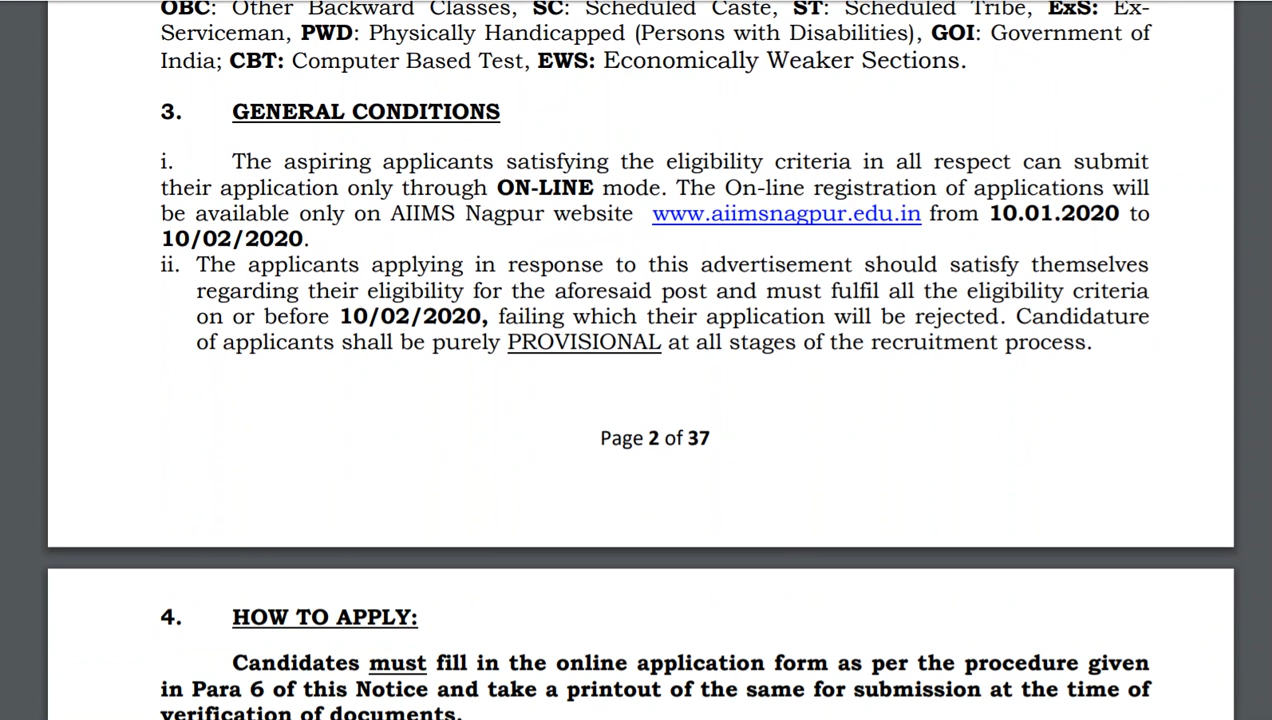 OBC: Other Backward Classes, SC: Scheduled Caste, ST: Scheduled Tribe, ExS: Ex-
Serviceman, PWD: Physically Handicapped (Persons with Disabilities), GOI: Government of
India; CBT: Computer Based Test, EWS: Economically Weaker Sections.
3. GENERAL CONDITIONS
i. The aspiring applicants satisfying the eligibility criteria in all respect can submit
their application only through ON-LINE mode. The On-line registration of applications will
be available only on AIIMS Nagpur website www.aiimsnagpur.edu.in from 10.01.2020 to
10/02/2020.
ii. The applicants applying in response to this advertisement should satisfy themselves
regarding their eligibility for the aforesaid post and must fulfil all the eligibility criteria
on or before 10/02/2020, failing which their application will be rejected. Candidature
of applicants shall be purely PROVISIONAL at all stages of the recruitment process.
Page 2 of 37
4. HOW TO APPLY:
Candidates must fill in the online application form as per the procedure given
in Para 6 of this Notice and take a printout of the same for submission at the time of
verification of documents.